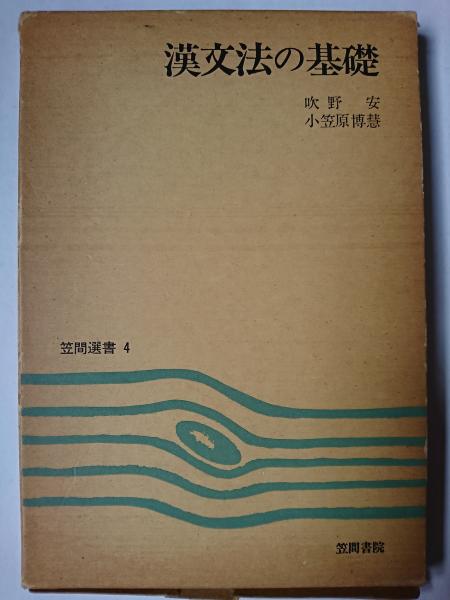 漢文法の基礎
吹野 安
小笠原博慧
笠間選書 4
笠間書院